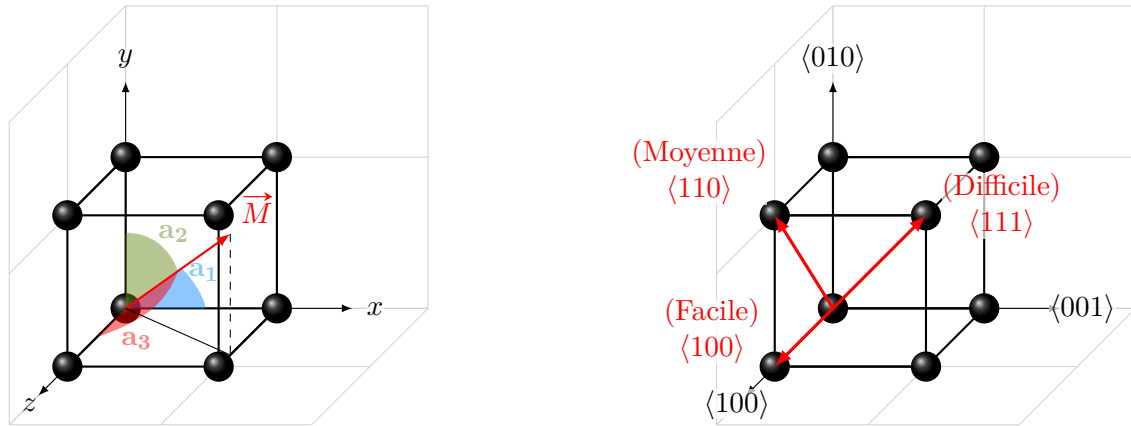 y
M
a₂
a₁
x
a₃
z
⟨010⟩
(Moyenne)
⟨110⟩
(Difficile)
⟨111⟩
(Facile)
⟨100⟩
⟨001⟩
⟨100⟩